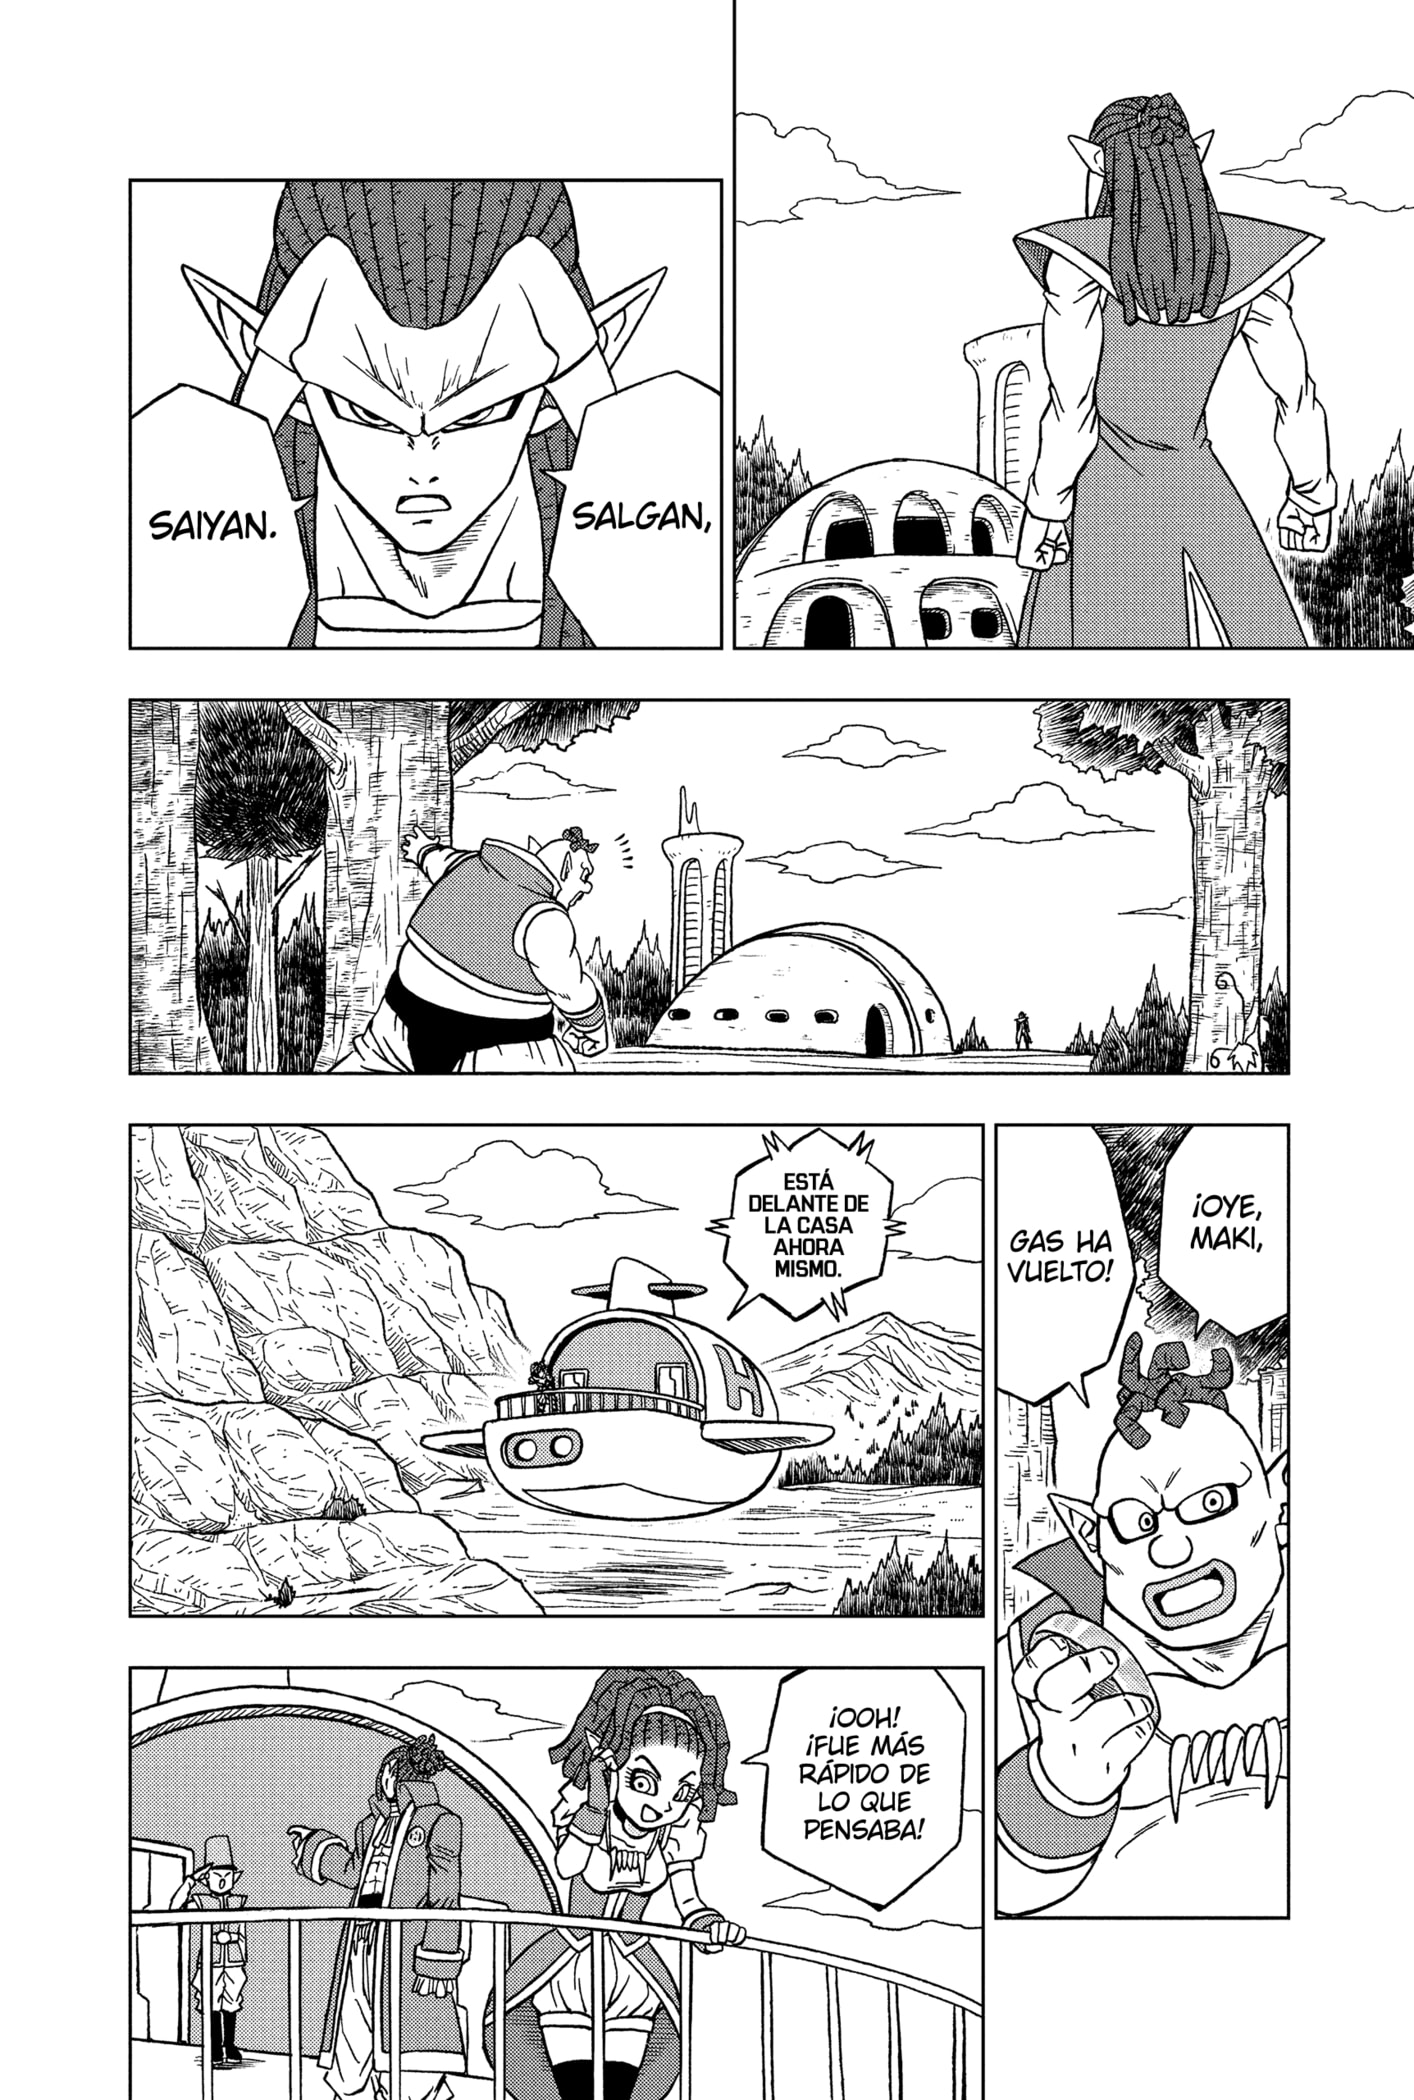 SALGAN,
SAIYAN.
¡OYE,
MAKI,
GAS HA
VUELTO!
ESTÁ
DELANTE DE
LA CASA
AHORA
MISMO.
H
¡OOH!
¡FUE MÁS
RÁPIDO DE
LO QUE
PENSABA!